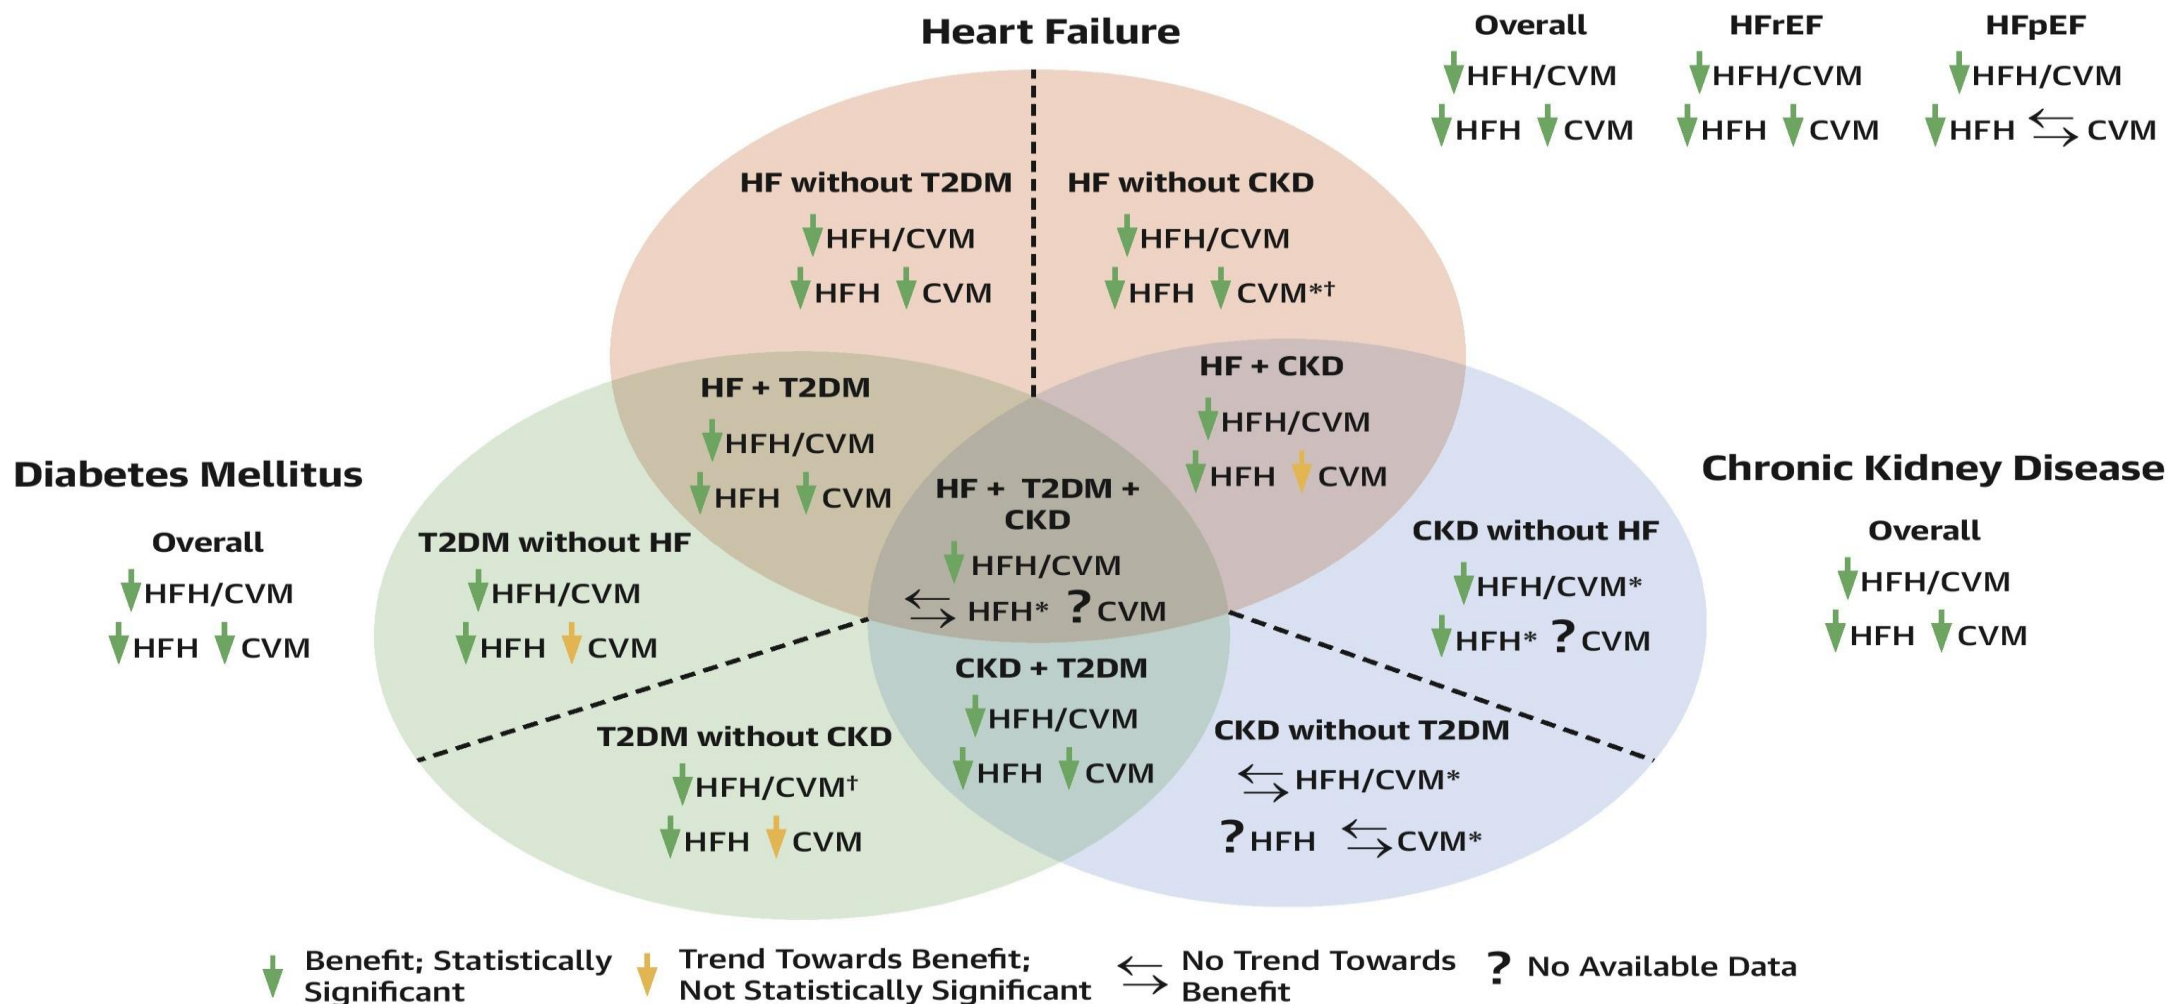 Heart Failure
Overall
HFH/CVM
HFH CVM
HFrEF
HFH/CVM
HFH CVM
HFpEF
HFH/CVM
HFH CVM
HF without T2DM
HFH/CVM
HFH CVM
HF without CKD
HFH/CVM
HFH CVM*†
HF + T2DM
HFH/CVM
HFH CVM
HF + CKD
HFH/CVM
HFH CVM
HF + T2DM +
CKD
HFH/CVM
HFH* ? CVM
Diabetes Mellitus
Overall
HFH/CVM
HFH CVM
T2DM without HF
HFH/CVM
HFH CVM
T2DM without CKD
HFH/CVM†
HFH CVM
CKD + T2DM
HFH/CVM
HFH CVM
Chronic Kidney Disease
Overall
HFH/CVM
HFH CVM
CKD without HF
HFH/CVM*
HFH* ? CVM
CKD without T2DM
HFH/CVM*
? HFH CVM*
Benefit; Statistically
Significant
Trend Towards Benefit;
Not Statistically Significant
No Trend Towards
Benefit
? No Available Data